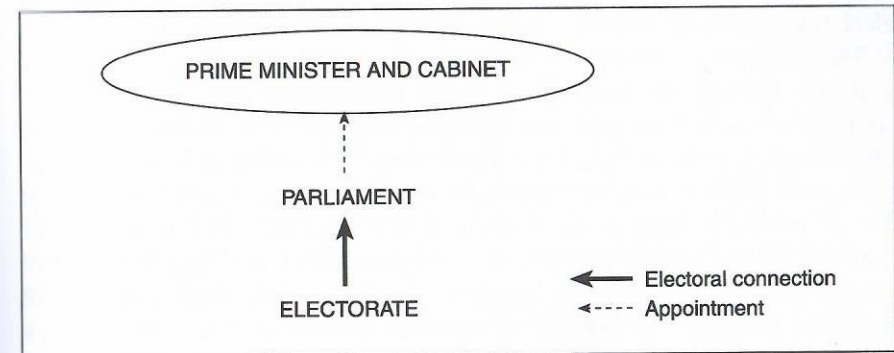 PRIME MINISTER AND CABINET
PARLIAMENT
ELECTORATE
Electoral connection
Appointment